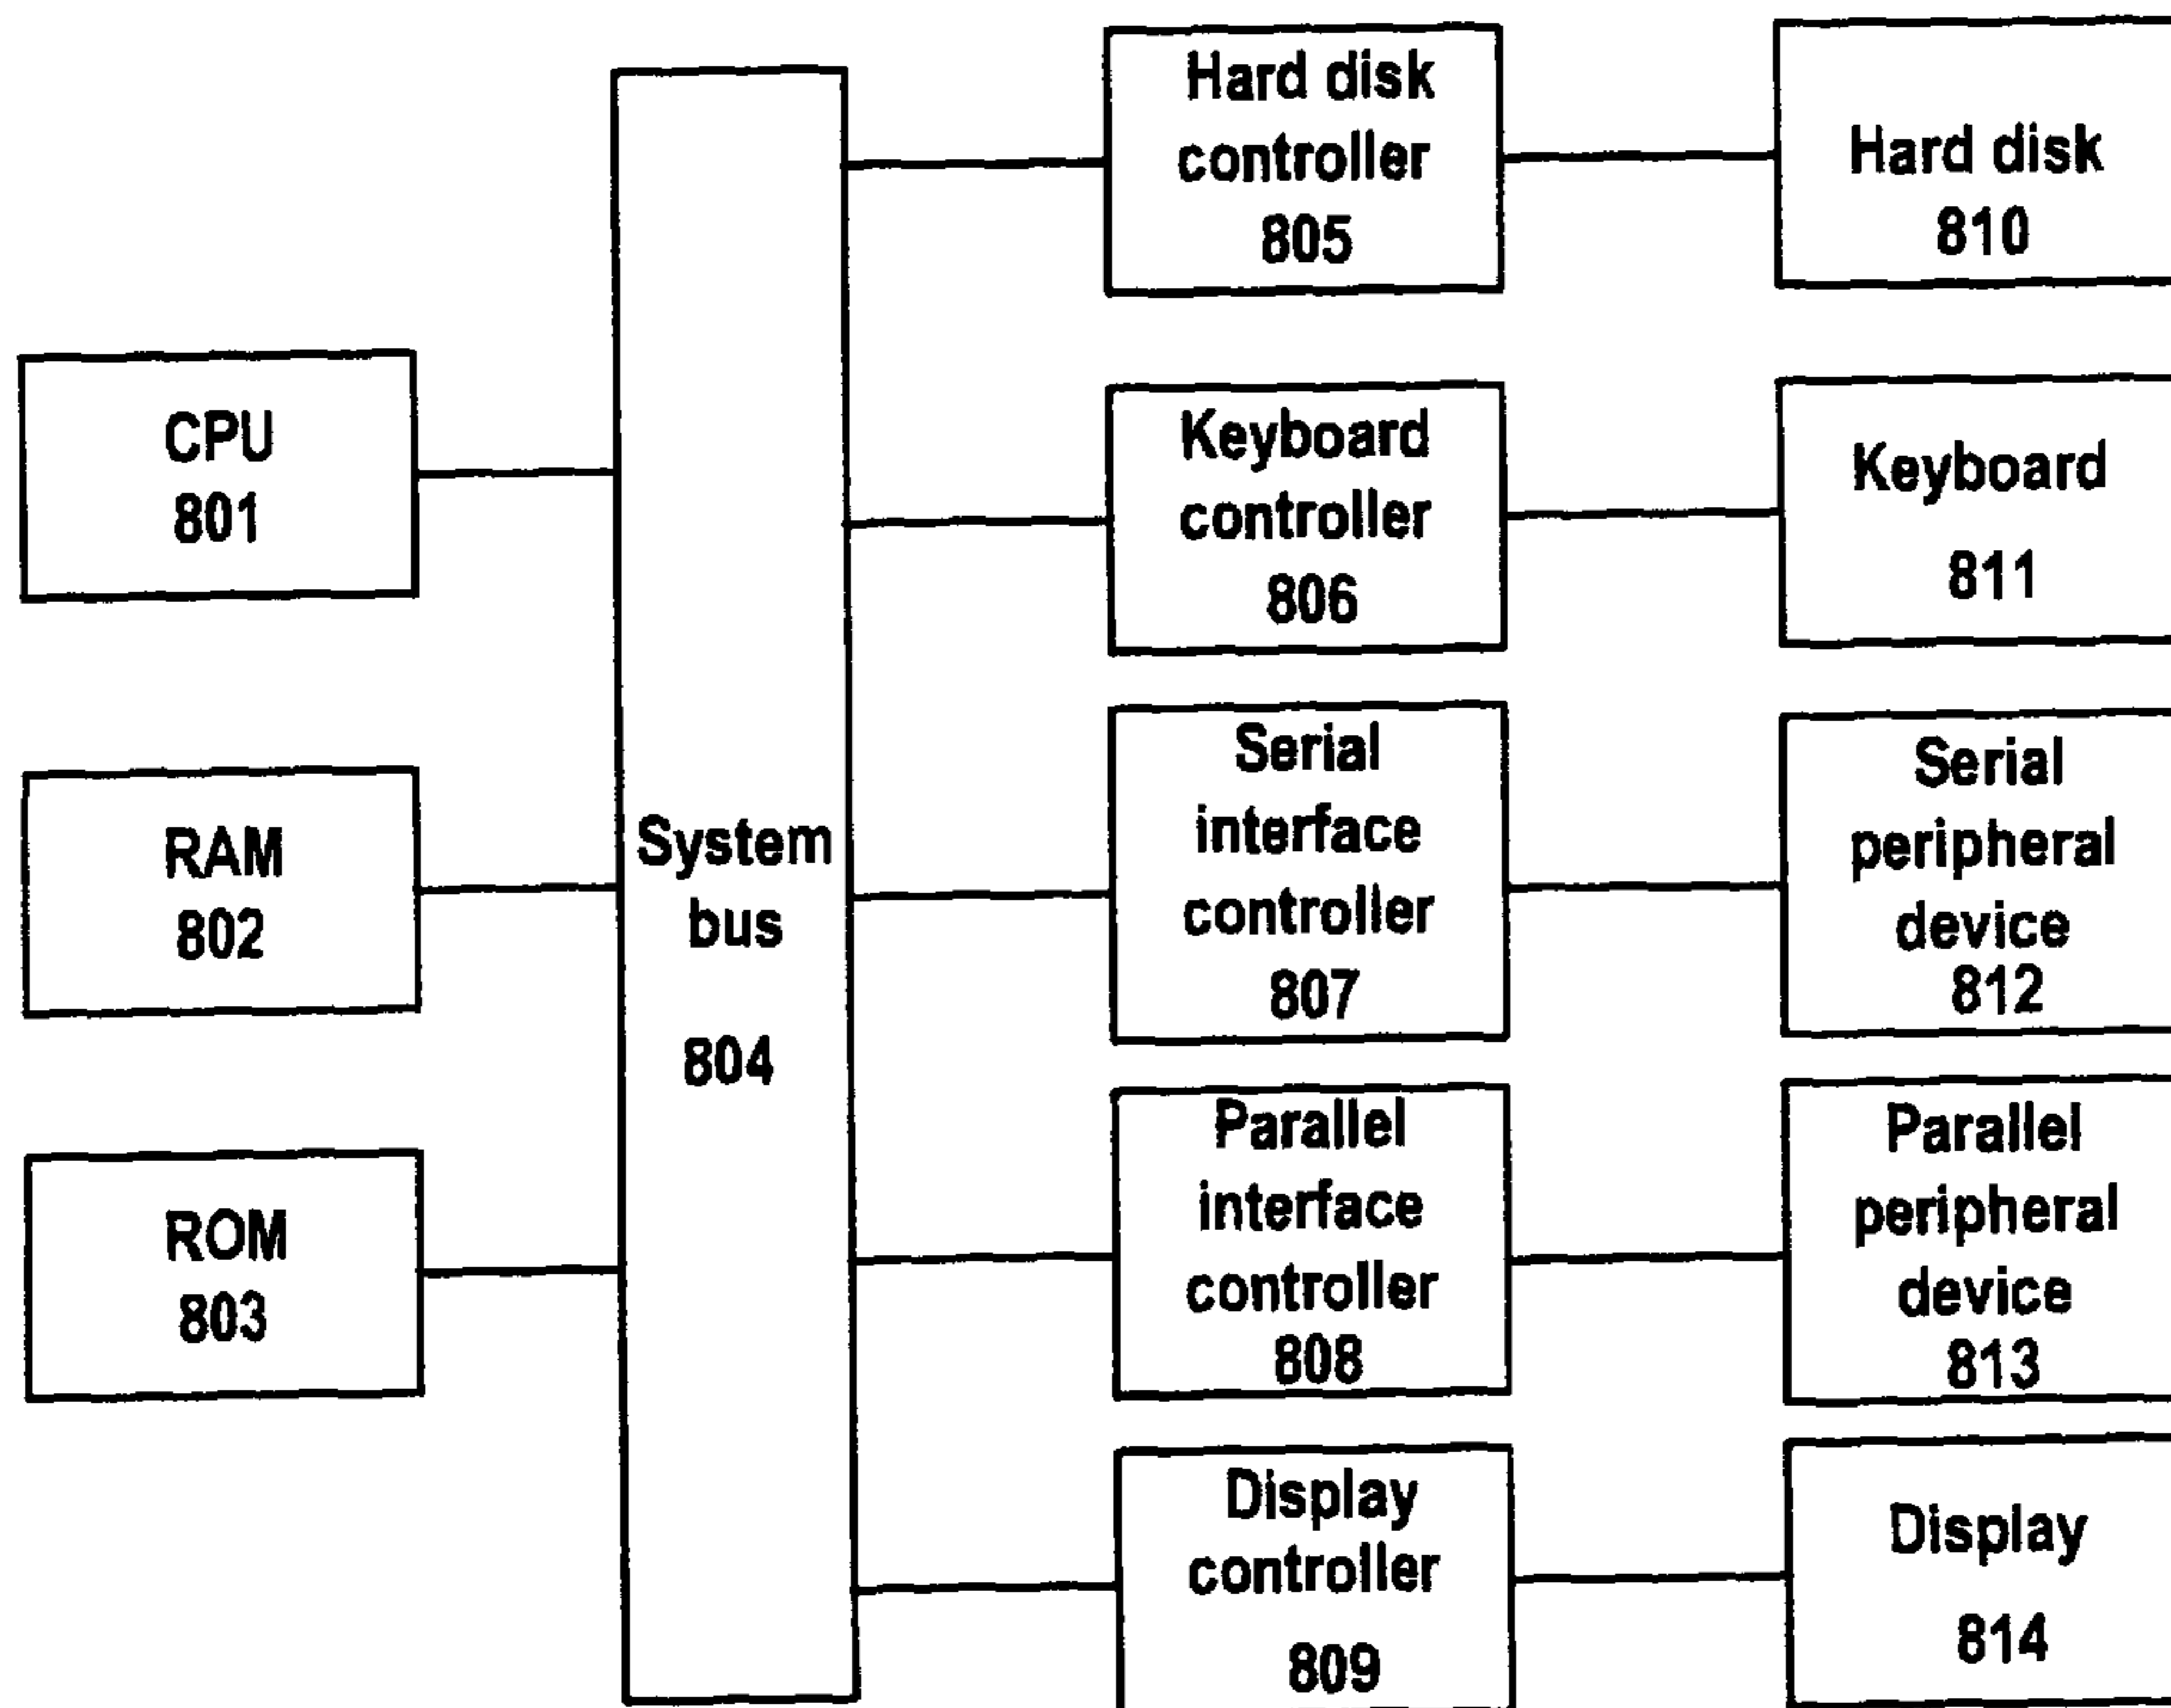 CPU
801
RAM
802
ROM
803
System
bus
804
Hard disk
controller
805
Keyboard
controller
806
Serial
interface
controller
807
Parallel
interface
controller
808
Display
controller
809
Hard disk
810
Keyboard
811
Serial
peripheral
device
812
Parallel
peripheral
device
813
Display
814